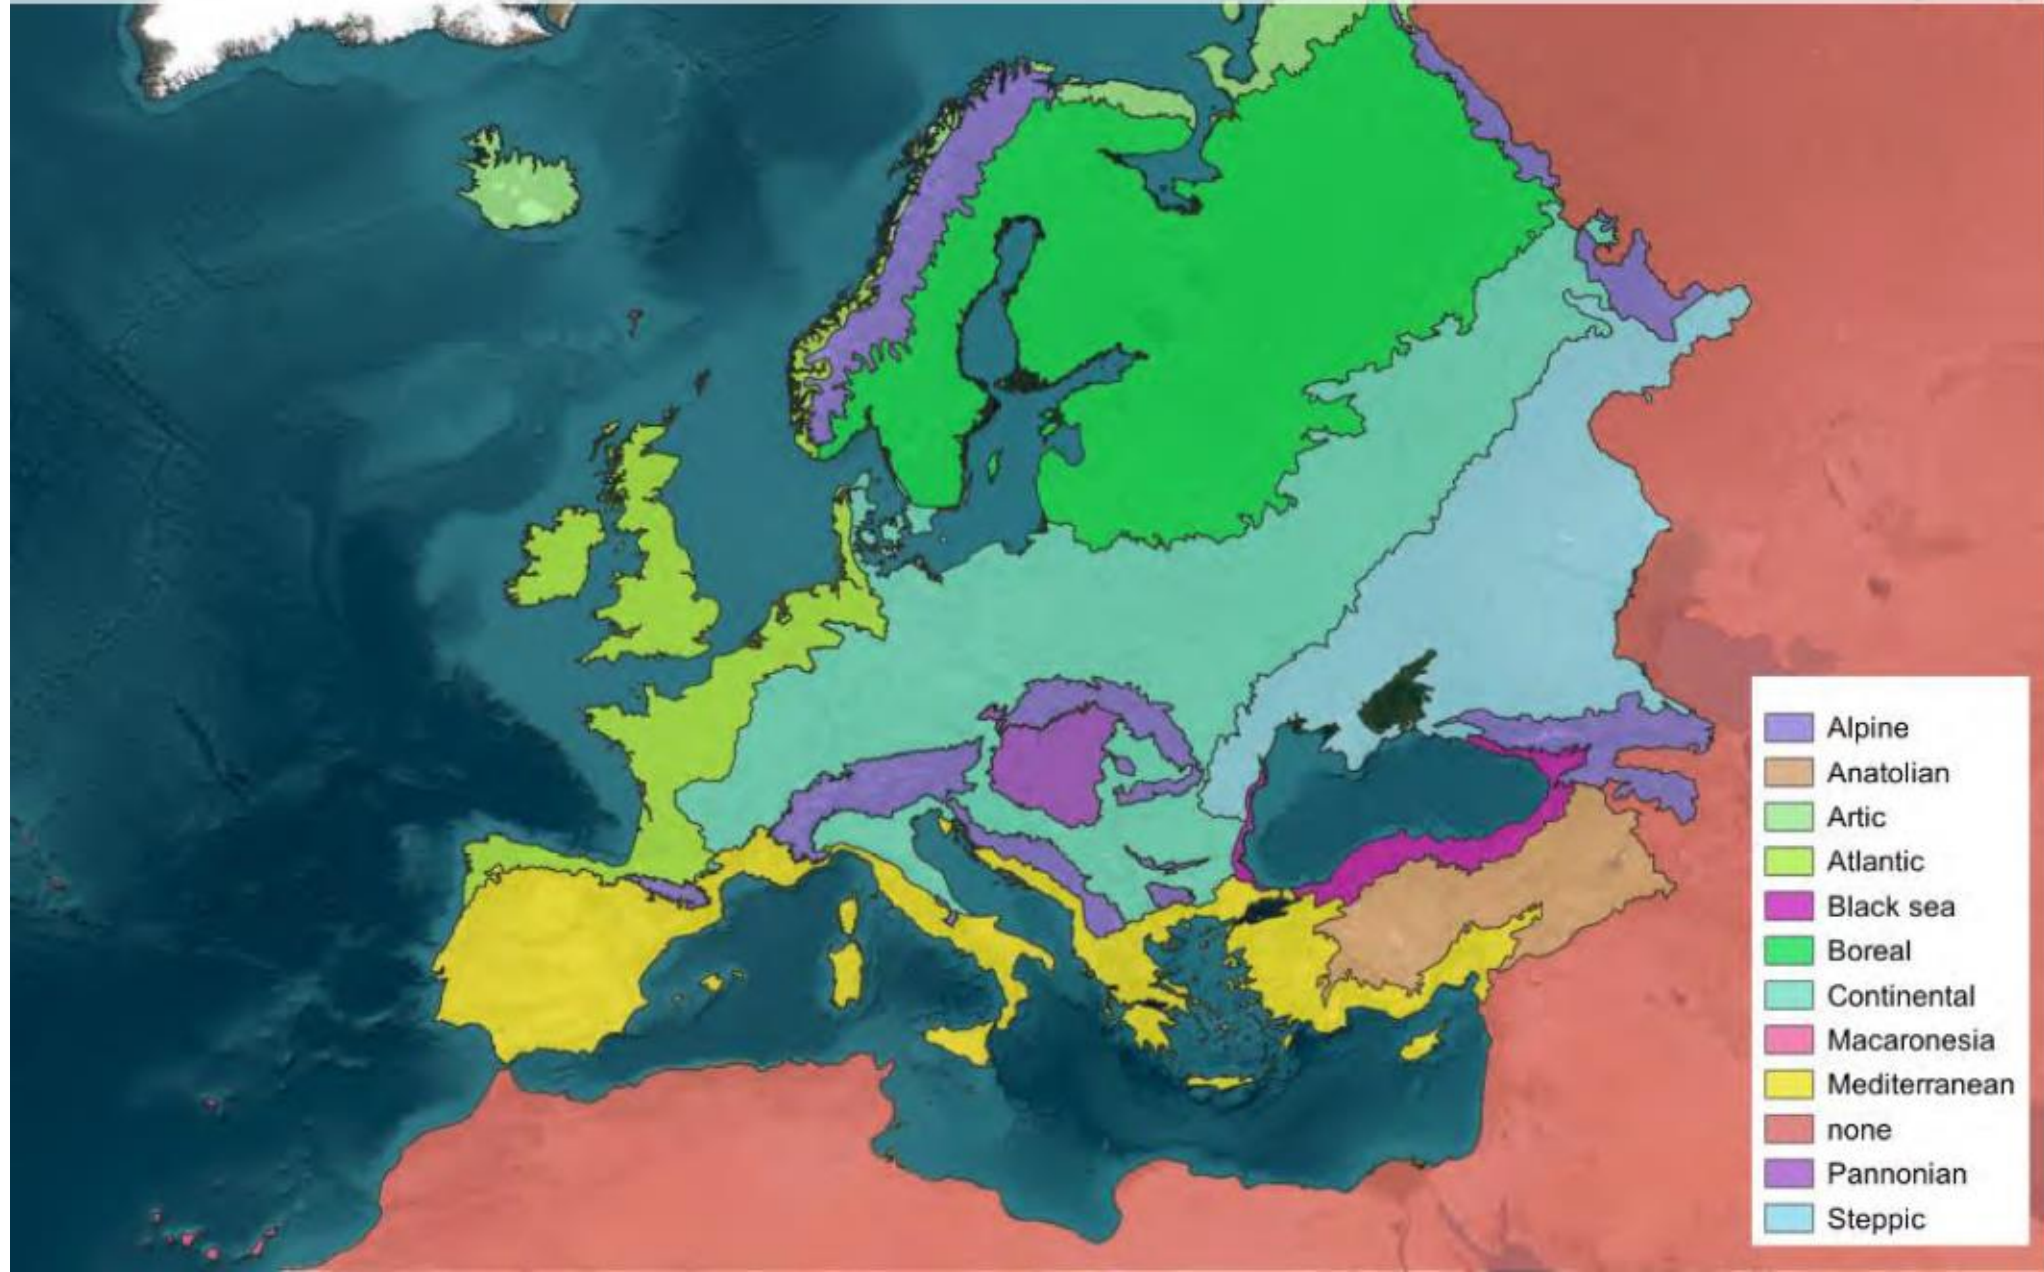 Alpine
Anatolian
Artic
Atlantic
Black sea
Boreal
Continental
Macaronesia
Mediterranean
none
Pannonian
Steppic